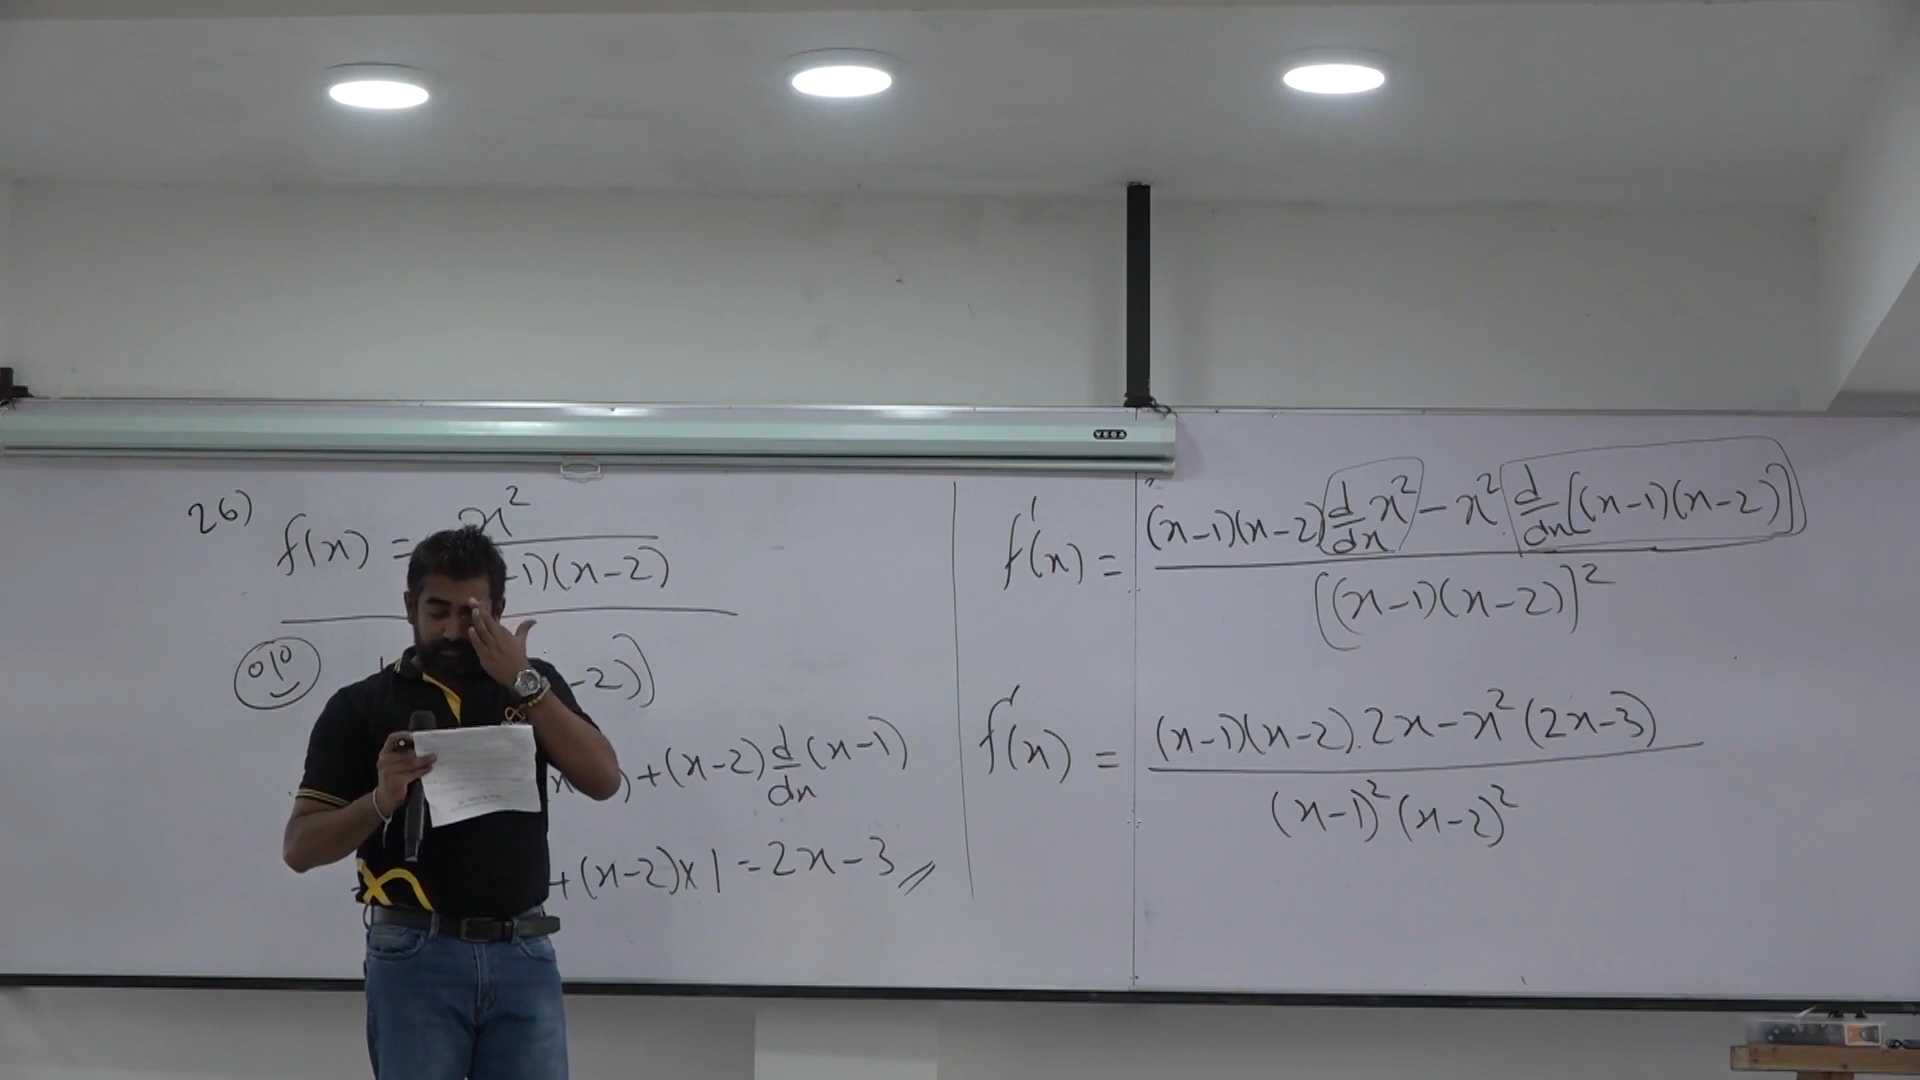 26)
f(x) = x²
-1)(x-2)
-2))
) + (x-2) d/dx (x-1)
+ (x-2) x 1 = 2x-3
VEGA
f'(x) = (x-1)(x-2) d/dx x² - x² d/dx [(x-1)(x-2)]
[(x-1)(x-2)]²
f'(x) = (x-1)(x-2).2x - x² (2x-3)
(x-1)² (x-2)²